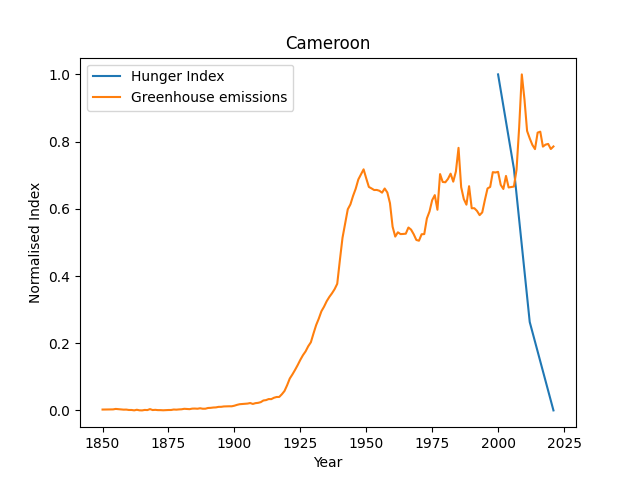 Cameroon
Hunger Index
Greenhouse emissions
1.0
0.8
0.6
0.4
0.2
0.0
Normalised Index
1850 1875 1900 1925 1950 1975 2000 2025
Year